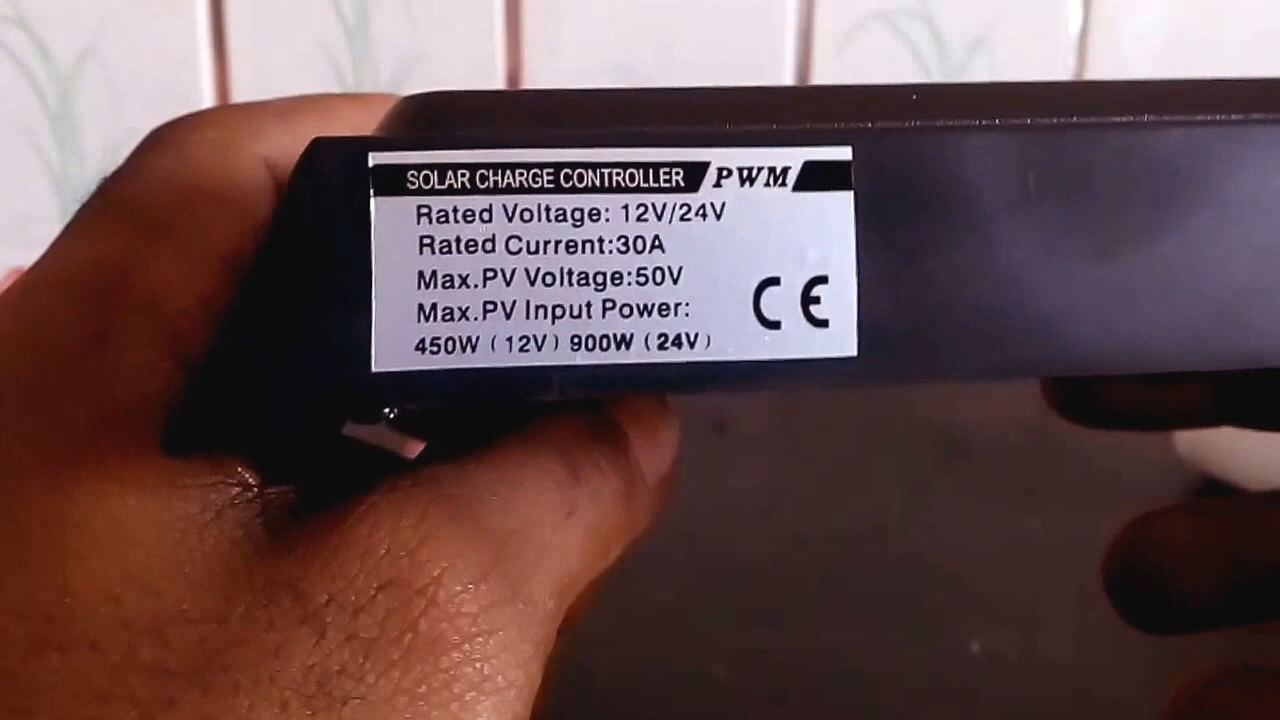 SOLAR CHARGE CONTROLLER PWM
Rated Voltage: 12V/24V
Rated Current:30A
Max.PV Voltage:50V
Max.PV Input Power:
450W (12V) 900W (24V)
CE